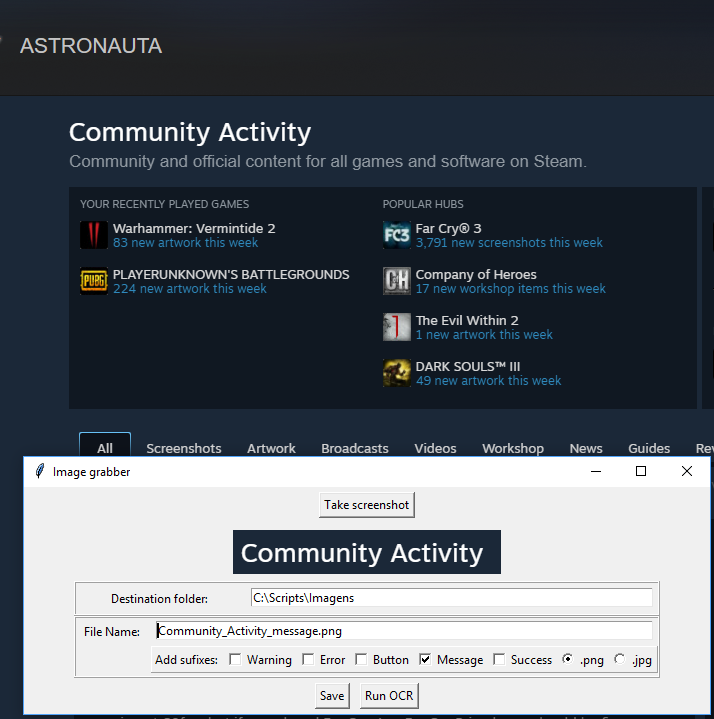 ASTRONAUTA
Community Activity
Community and official content for all games and software on Steam.
YOUR RECENTLY PLAYED GAMES
Warhammer: Vermintide 2
83 new artwork this week
PUBG
PLAYERUNKNOWN'S BATTLEGROUNDS
224 new artwork this week
POPULAR HUBS
FC3
Far Cry® 3
3,791 new screenshots this week
CH
Company of Heroes
17 new workshop items this week
The Evil Within 2
1 new artwork this week
DARK SOULS™ III
49 new artwork this week
All Screenshots Artwork Broadcasts Videos Workshop News Guides
Image grabber
Take screenshot
Community Activity
Destination folder: C:\Scripts\Imagens
File Name: Community_Activity_message.png
Add sufixes: Warning Error Button Message Success .png .jpg
Save Run OCR